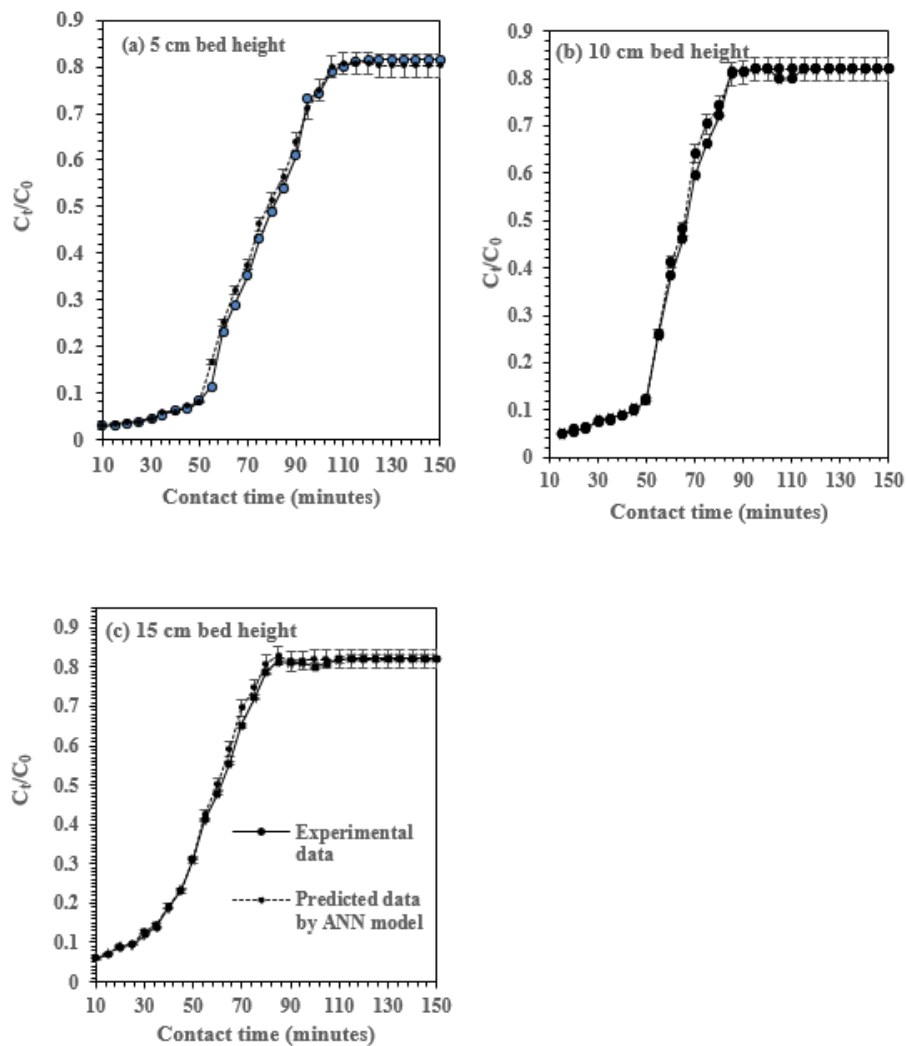 (a) 5 cm bed height
0.9
0.8
0.7
0.6
0.5
0.4
0.3
0.2
0.1
0
Cₜ/C₀
10 30 50 70 90 110 130 150
Contact time (minutes)
(b) 10 cm bed height
0.9
0.8
0.7
0.6
0.5
0.4
0.3
0.2
0.1
0
Cₜ/C₀
10 30 50 70 90 110 130 150
Contact time (minutes)
(c) 15 cm bed height
0.9
0.8
0.7
0.6
0.5
0.4
0.3
0.2
0.1
0
Cₜ/C₀
Experimental
data
Predicted data
by ANN model
10 30 50 70 90 110 130 150
Contact time (minutes)